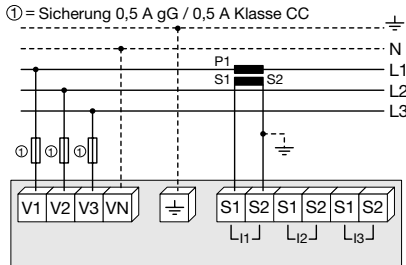 ① = Sicherung 0,5 A gG / 0,5 A Klasse CC
N
P1
L1
S1 S2
L2
L3
① ① ①
V1 V2 V3 VN S1 S2 S1 S2 S1 S2
I1 I2 I3